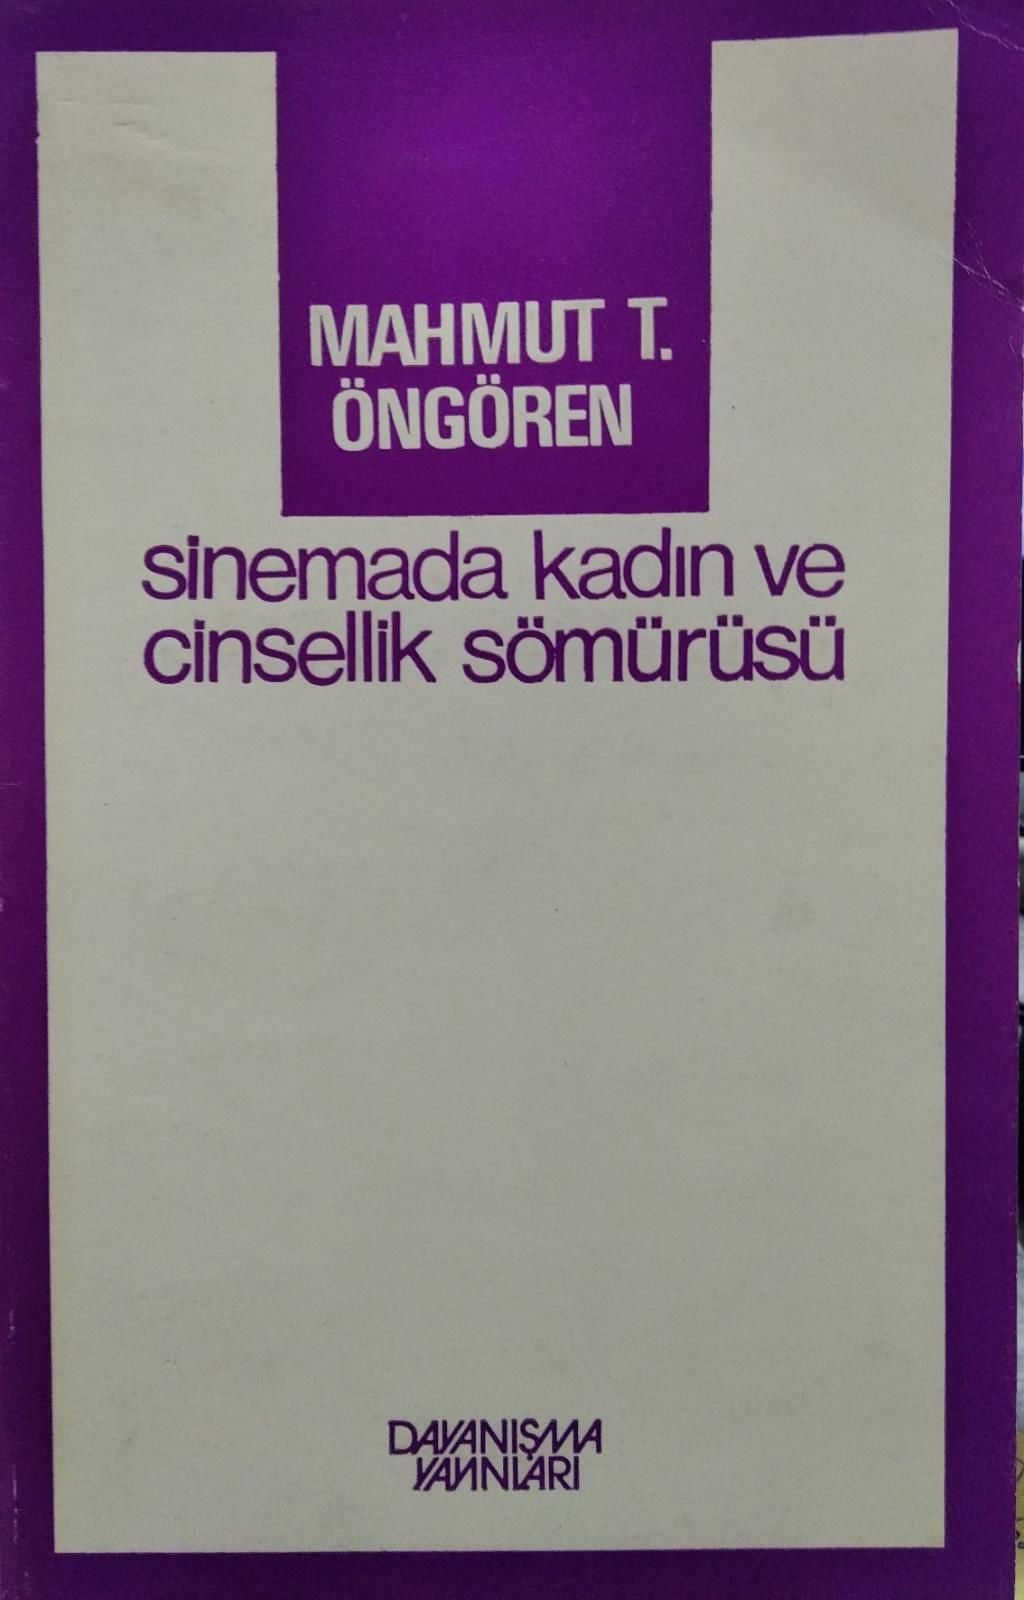 MAHMUT T.
ÖNGÖREN
sinemada kadın ve
cinsellik sömürüsü
DAYANIŞMA
YAYINLARI